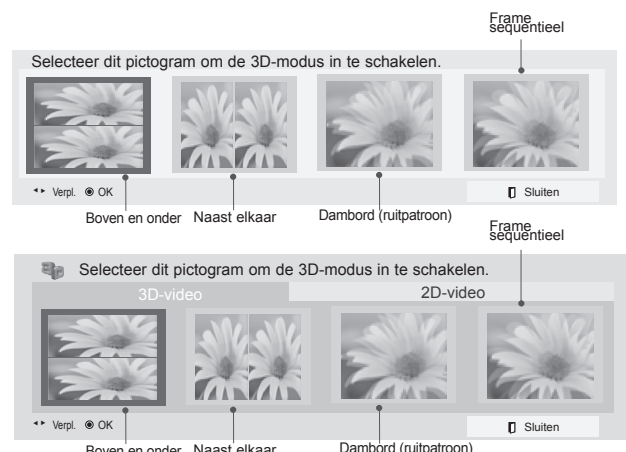 Frame
sequentieel
Selecteer dit pictogram om de 3D-modus in te schakelen.
Verpl. OK
Sluiten
Boven en onder
Naast elkaar
Dambord (ruitpatroon)
Frame
sequentieel
Selecteer dit pictogram om de 3D-modus in te schakelen.
3D-video
2D-video
Verpl. OK
Sluiten
Boven en onder
Naast elkaar
Dambord (ruitpatroon)